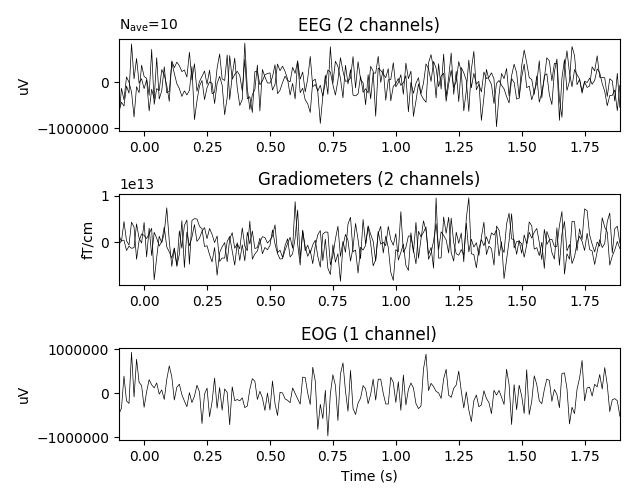 N_ave=10
EEG (2 channels)
uV
0
−1000000
0.00 0.25 0.50 0.75 1.00 1.25 1.50 1.75
1e13
Gradiometers (2 channels)
fT/cm
1
0
0.00 0.25 0.50 0.75 1.00 1.25 1.50 1.75
EOG (1 channel)
uV
1000000
0
−1000000
0.00 0.25 0.50 0.75 1.00 1.25 1.50 1.75
Time (s)